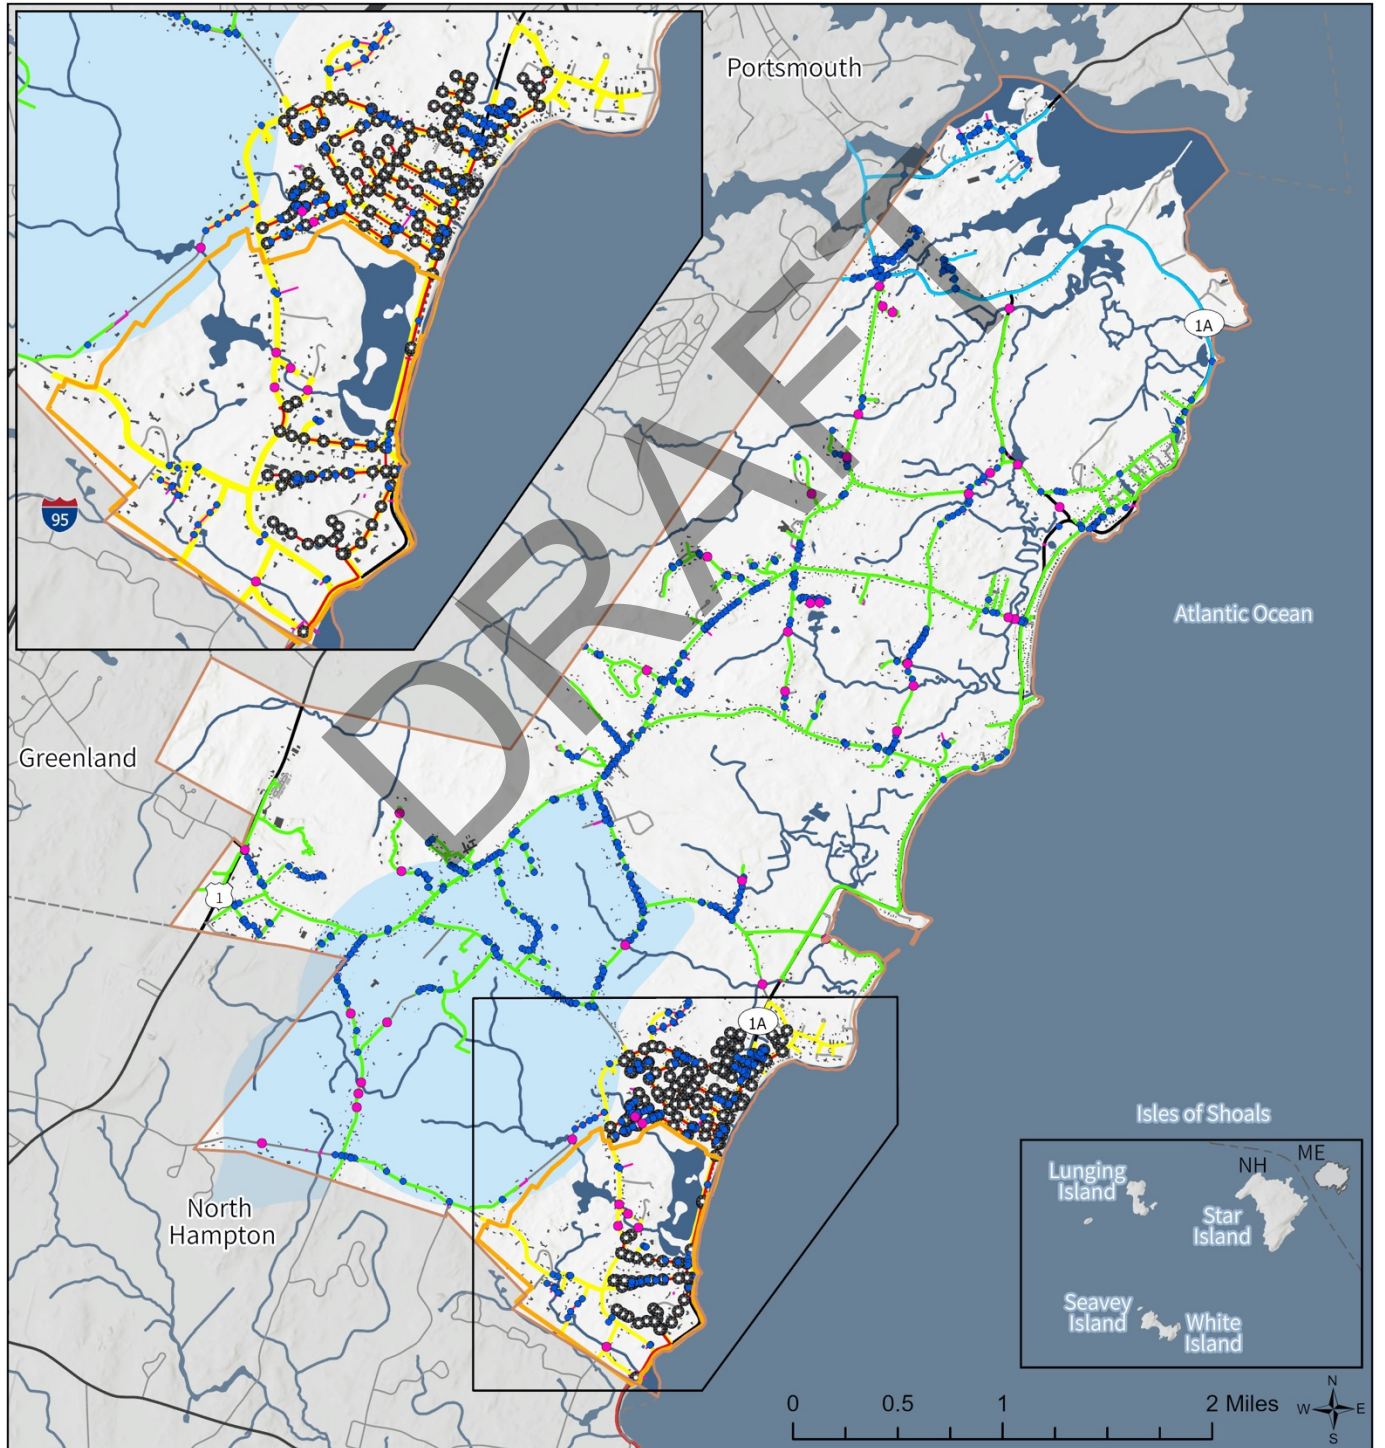 Portsmouth
1A
95
DRAFT
Atlantic Ocean
Greenland
1
1A
Isles of Shoals
ME
NH
Lunging
Island
Star
Island
North
Hampton
Seavey
Island
White
Island
0 0.5 1 2 Miles
N
W E
S